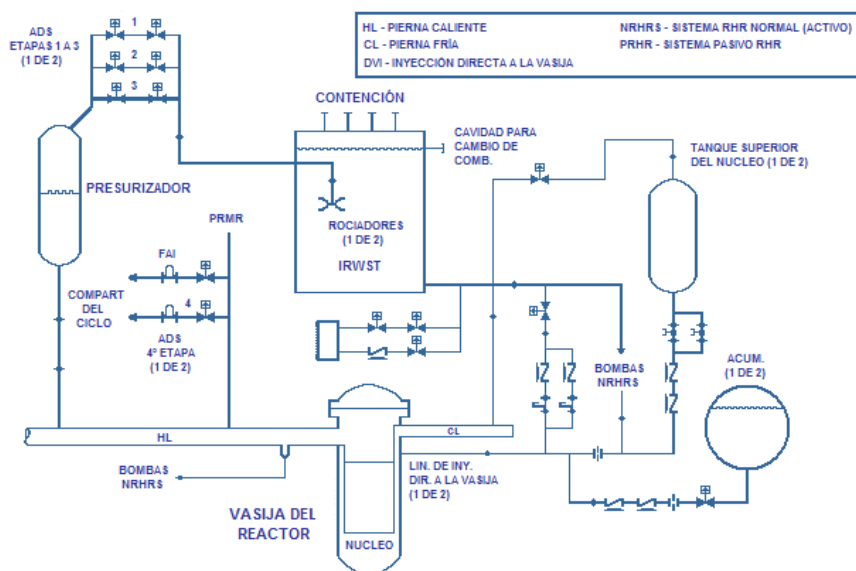 ADS
ETAPAS 1 A 3
(1 DE 2)
1
2
3
HL - PIERNA CALIENTE
CL - PIERNA FRÍA
DVI - INYECCIÓN DIRECTA A LA VASIJA
NRHRS - SISTEMA RHR NORMAL (ACTIVO)
PRHR - SISTEMA PASIVO RHR
CONTENCIÓN
CAVIDAD PARA
CAMBIO DE
COMB.
TANQUE SUPERIOR
DEL NUCLEO (1 DE 2)
PRESURIZADOR
ROCIADORES
(1 DE 2)
IRWST
PRMR
FAI
COMPART
DEL
CICLO
4
ADS
4º ETAPA
(1 DE 2)
BOMBAS
NRHRS
ACUM.
(1 DE 2)
HL
CL
BOMBAS
NRHRS
LIN. DE INY.
DIR. A LA VASIJA
(1 DE 2)
VASIJA DEL
REACTOR
NUCLEO